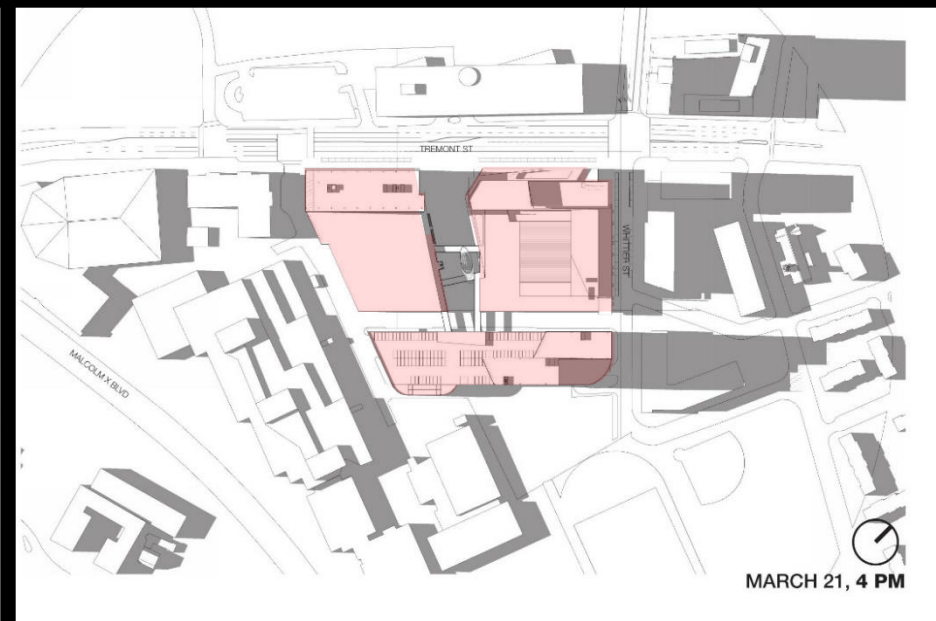 TREMONT ST
WHITTIER ST
MALCOLM X BLVD
MARCH 21, 4 PM